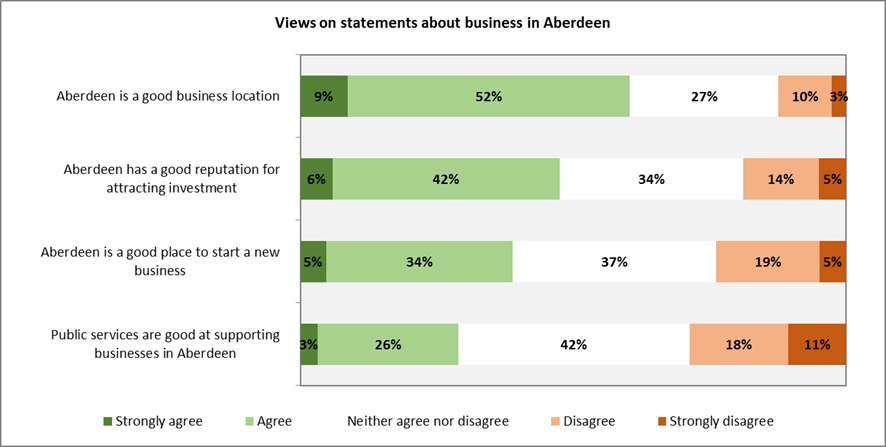 Views on statements about business in Aberdeen
Aberdeen is a good business location
9% 52% 27% 10% 3%
Aberdeen has a good reputation for
attracting investment
6% 42% 34% 14% 5%
Aberdeen is a good place to start a new
business
5% 34% 37% 19% 5%
Public services are good at supporting
businesses in Aberdeen
3% 26% 42% 18% 11%
Strongly agree Agree Neither agree nor disagree Disagree Strongly disagree